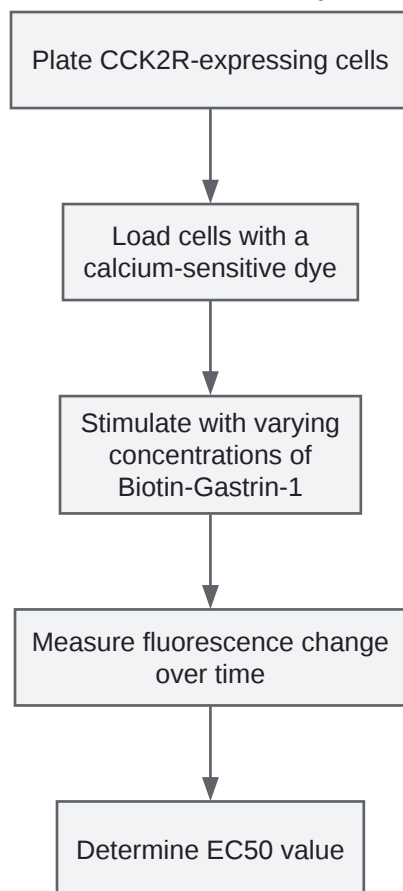 Plate CCK2R-expressing cells
Load cells with a
calcium-sensitive dye
Stimulate with varying
concentrations of
Biotin-Gastrin-1
Measure fluorescence change
over time
Determine EC50 value